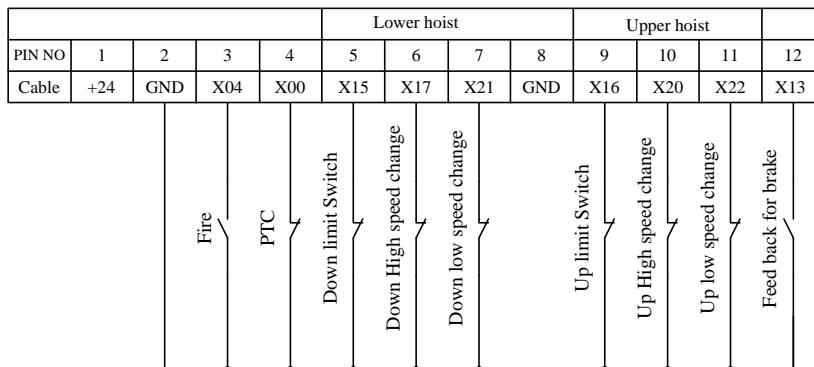 Lower hoist Upper hoist
PIN NO 1 2 3 4 5 6 7 8 9 10 11 12
Cable +24 GND X04 X00 X15 X17 X21 GND X16 X20 X22 X13
Fire
PTC
Down limit Switch
Down High speed change
Down low speed change
Up limit Switch
Up High speed change
Up low speed change
Feed back for brake